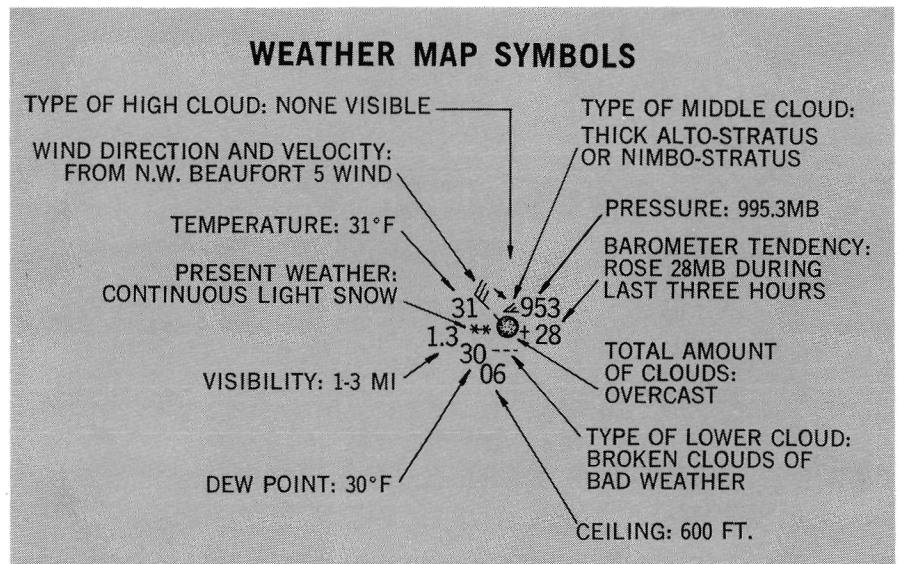 WEATHER MAP SYMBOLS
TYPE OF HIGH CLOUD: NONE VISIBLE
TYPE OF MIDDLE CLOUD:
THICK ALTO-STRATUS
OR NIMBO-STRATUS
WIND DIRECTION AND VELOCITY:
FROM N.W. BEAUFORT 5 WIND
PRESSURE: 995.3MB
TEMPERATURE: 31°F
BAROMETER TENDENCY:
ROSE 28MB DURING
LAST THREE HOURS
PRESENT WEATHER:
CONTINUOUS LIGHT SNOW
31 953
1.3 ** +28
30
06
TOTAL AMOUNT
OF CLOUDS:
OVERCAST
VISIBILITY: 1-3 MI
TYPE OF LOWER CLOUD:
BROKEN CLOUDS OF
BAD WEATHER
DEW POINT: 30°F
CEILING: 600 FT.